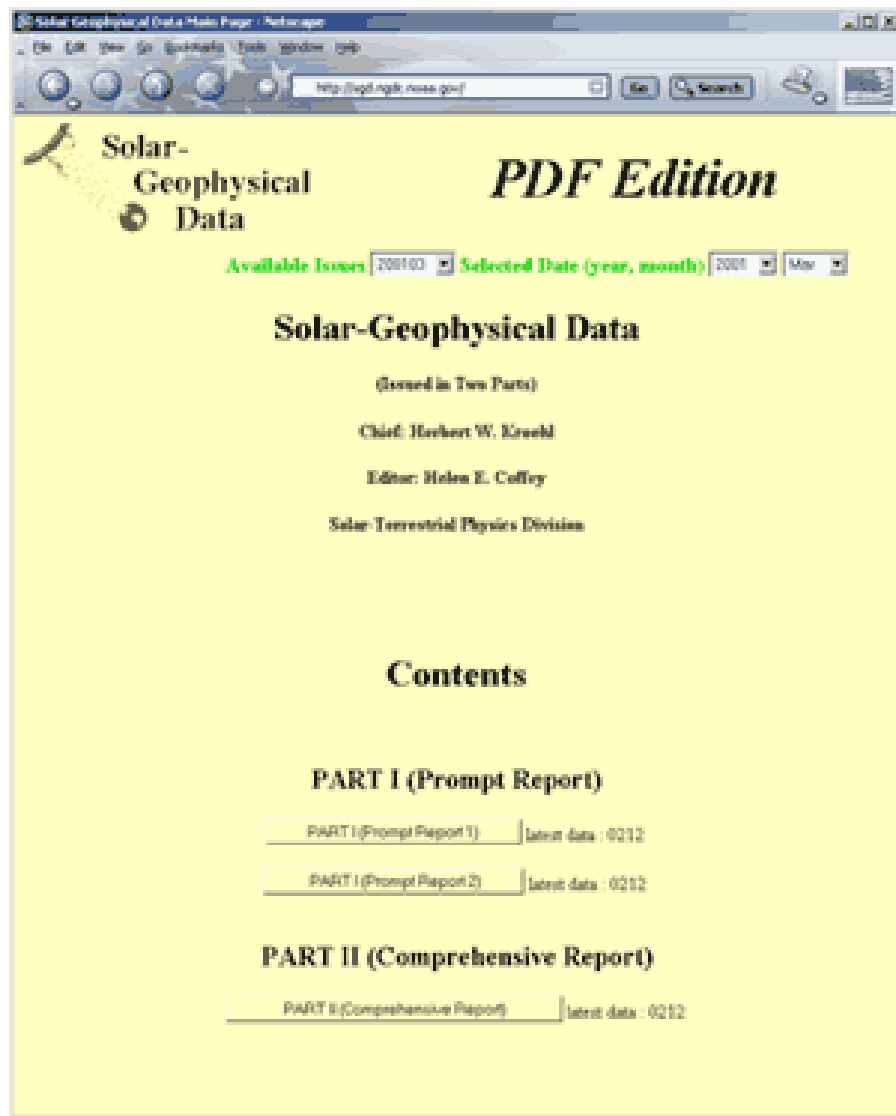 Solar Geophysical Data Main Page - Netscape
File Edit View Go Bookmarks Tools Window Help
http://sgd.ngdc.noaa.gov/ Go Search
Solar-
Geophysical
Data
PDF Edition
Available Issues 200103 Selected Date (year, month) 2001 May
Solar-Geophysical Data
(Issued in Two Parts)
Chief: Herbert W. Kroehl
Editor: Helen E. Coffey
Solar-Terrestrial Physics Division
Contents
PART I (Prompt Report)
PART I (Prompt Report 1) latest data : 0212
PART I (Prompt Report 2) latest data : 0212
PART II (Comprehensive Report)
PART II (Comprehensive Report) latest data : 0212